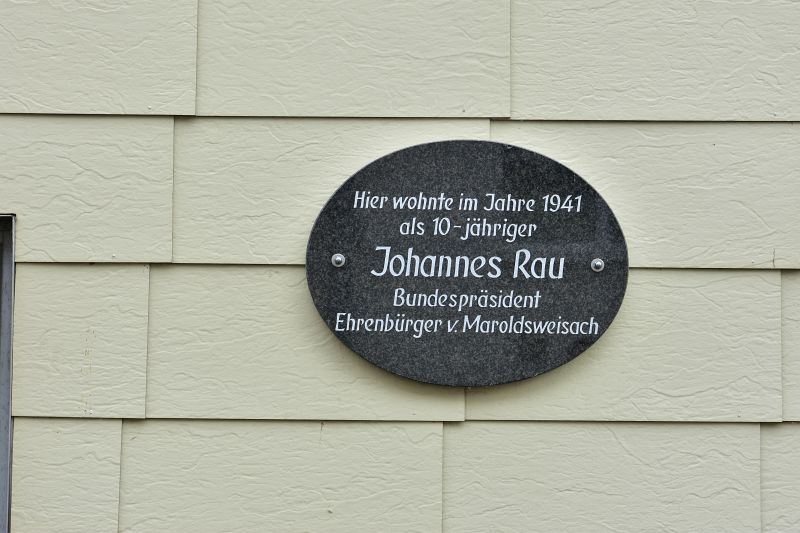 Hier wohnte im Jahre 1941
als 10-jähriger
Johannes Rau
Bundespräsident
Ehrenbürger v. Maroldsweisach